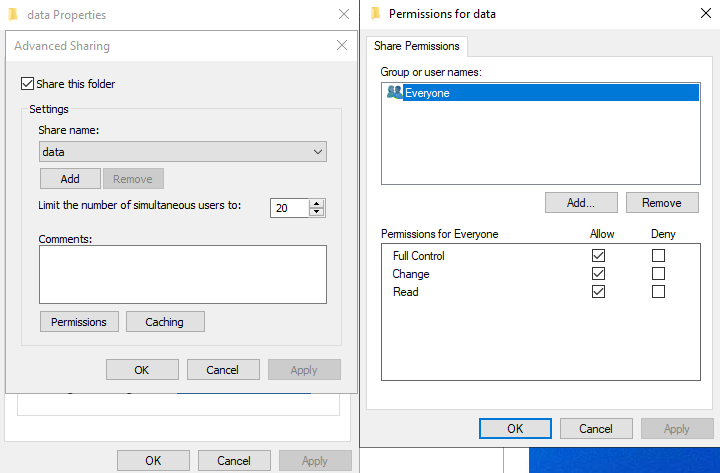 data Properties
Advanced Sharing
Share this folder
Settings
Share name:
data
Add
Remove
Limit the number of simultaneous users to:
20
Comments:
Permissions
Caching
OK
Cancel
Apply
OK
Cancel
Apply
Permissions for data
Share Permissions
Group or user names:
Everyone
Add...
Remove
Permissions for Everyone
Allow
Deny
Full Control
Change
Read
OK
Cancel
Apply